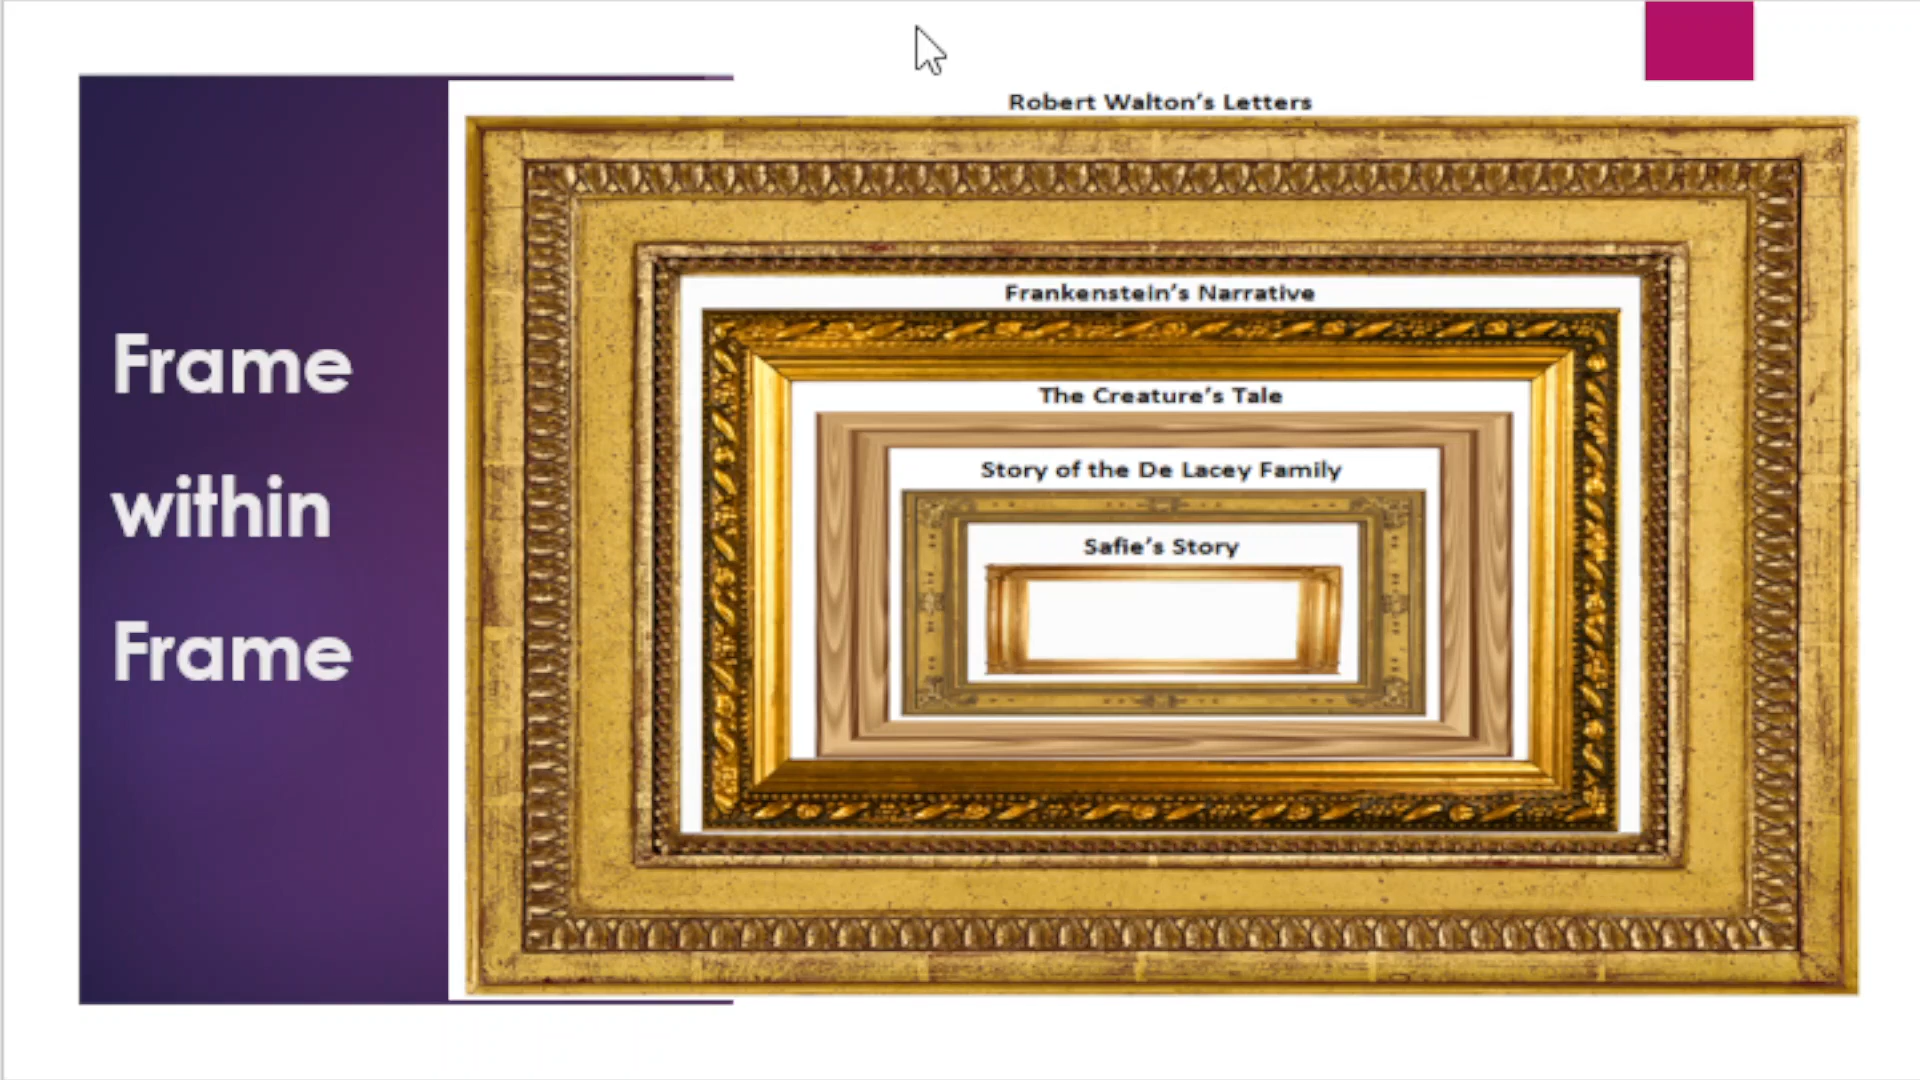 Frame
within
Frame
Robert Walton's Letters
Frankenstein's Narrative
The Creature's Tale
Story of the De Lacey Family
Safie's Story